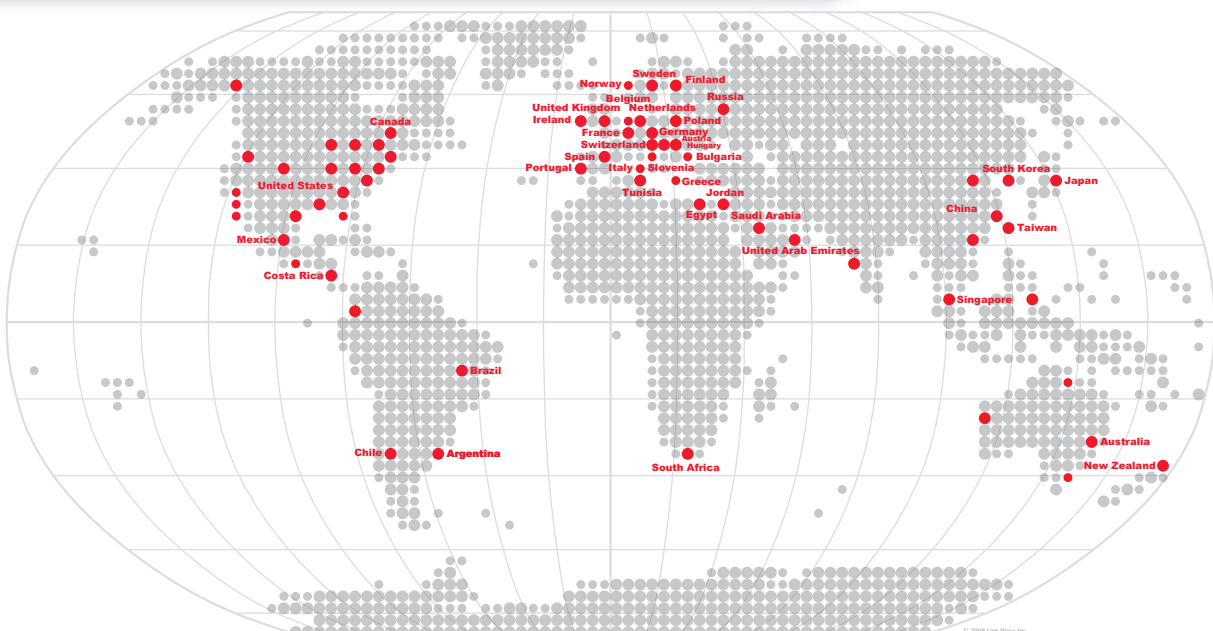 Sweden
Norway
Finland
Belgium
Russia
United Kingdom
Netherlands
Ireland
Poland
Canada
France
Germany
Austria
Switzerland
Hungary
Spain
Bulgaria
Portugal
Italy
Slovenia
South Korea
Greece
Japan
United States
Tunisia
Jordan
China
Egypt
Saudi Arabia
Taiwan
Mexico
United Arab Emirates
Costa Rica
Singapore
Brazil
Australia
Chile
Argentina
New Zealand
South Africa